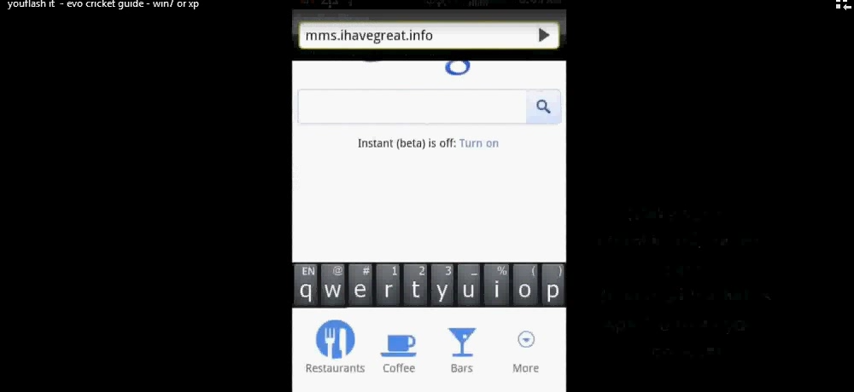 youflash it - evo cricket guide - win7 or xp
mms.ihavegreat.info
g
Instant (beta) is off: Turn on
EN @ # 1 2 3 _ % ( )
q w e r t y u i o p
Restaurants Coffee Bars More